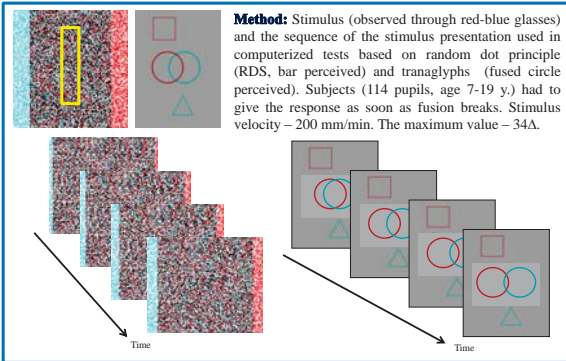 Method: Stimulus (observed through red-blue glasses)
and the sequence of the stimulus presentation used in
computerized tests based on random dot principle
(RDS, bar perceived) and tranaglyphs (fused circle
perceived). Subjects (114 pupils, age 7-19 y.) had to
give the response as soon as fusion breaks. Stimulus
velocity – 200 mm/min. The maximum value – 34Δ.
Time
Time